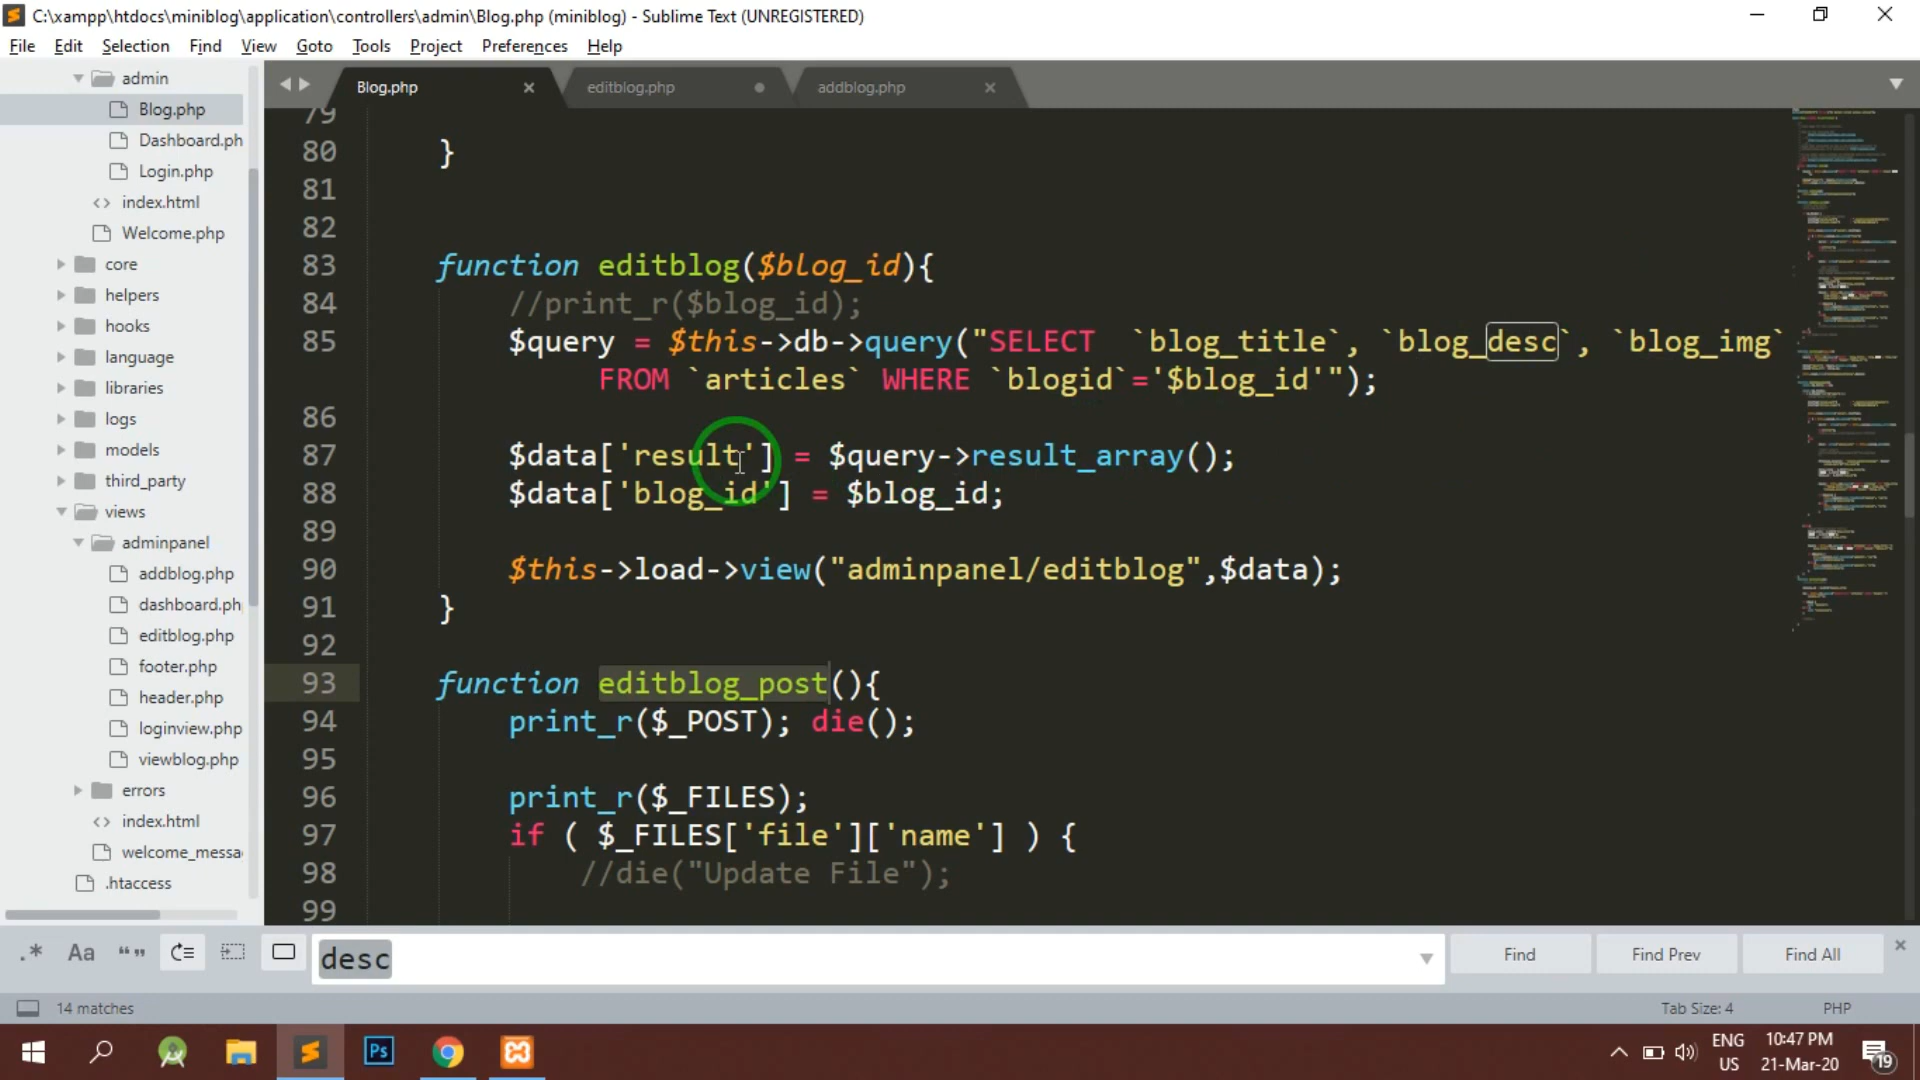 C:\xampp\htdocs\miniblog\application\controllers\admin\Blog.php (miniblog) - Sublime Text (UNREGISTERED)
File Edit Selection Find View Goto Tools Project Preferences Help
admin
Blog.php
Dashboard.ph
Login.php
index.html
Welcome.php
core
helpers
hooks
language
libraries
logs
models
third_party
views
adminpanel
addblog.php
dashboard.ph
editblog.php
footer.php
header.php
loginview.php
viewblog.php
errors
index.html
welcome_messa
.htaccess
Blog.php editblog.php addblog.php
79
80 }
81
82
83 function editblog($blog_id){
84 //print_r($blog_id);
85 $query = $this->db->query("SELECT  `blog_title`, `blog_desc`, `blog_img`
FROM `articles` WHERE `blogid`='$blog_id'");
86
87 $data['result'] = $query->result_array();
88 $data['blog_id'] = $blog_id;
89
90 $this->load->view("adminpanel/editblog",$data);
91 }
92
93 function editblog_post(){
94 print_r($_POST); die();
95
96 print_r($_FILES);
97 if ( $_FILES['file']['name'] ) {
98 //die("Update File");
99
.* Aa “” desc Find Find Prev Find All
14 matches Tab Size: 4 PHP
Ps ENG US 10:47 PM 21-Mar-20 19